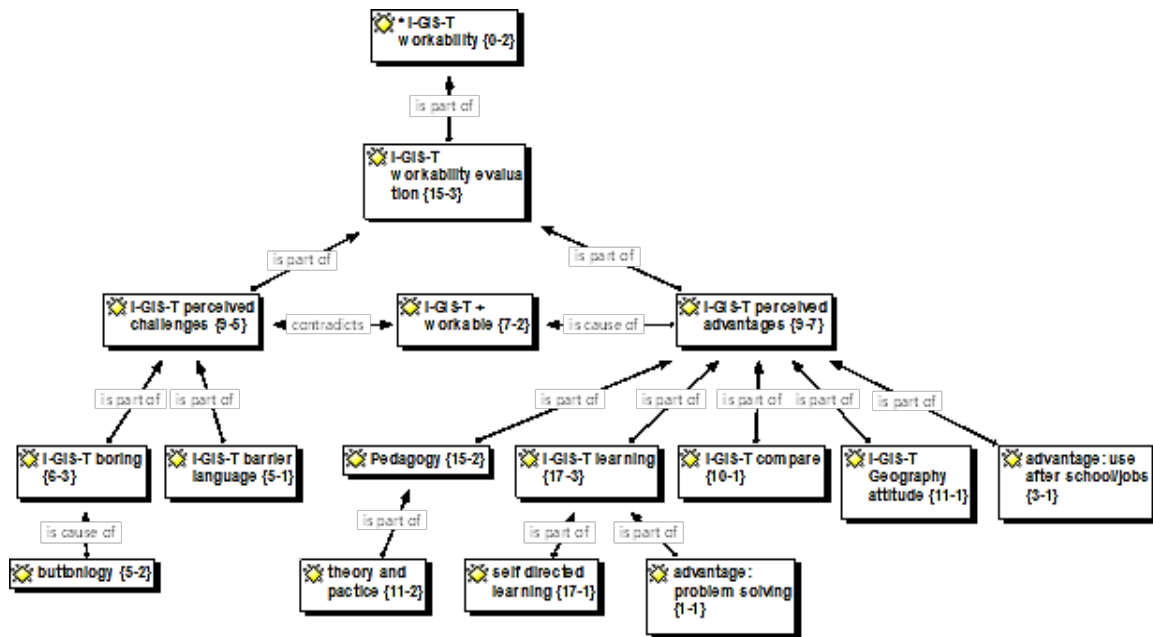 * I-GIS-T
workability {0-2}
is part of
I-GIS-T
workability evalua
tion {15-3}
is part of
is part of
I-GIS-T perceived
challenges {9-5}
contradicts
I-GIS-T +
workable {7-2}
is cause of
I-GIS-T perceived
advantages {9-7}
is part of
is part of
is part of
is part of
is part of
is part of
is part of
I-GIS-T boring
{6-3}
I-GIS-T barrier
language {5-1}
Pedagogy {15-2}
I-GIS-T learning
{17-3}
I-GIS-T compare
{10-1}
I-GIS-T
Geography
attitude {11-1}
advantage: use
after school/jobs
{3-1}
is cause of
is part of
is part of
is part of
buttonlogy {5-2}
theory and
pactice {11-2}
self directed
learning {17-1}
advantage:
problem solving
{1-1}